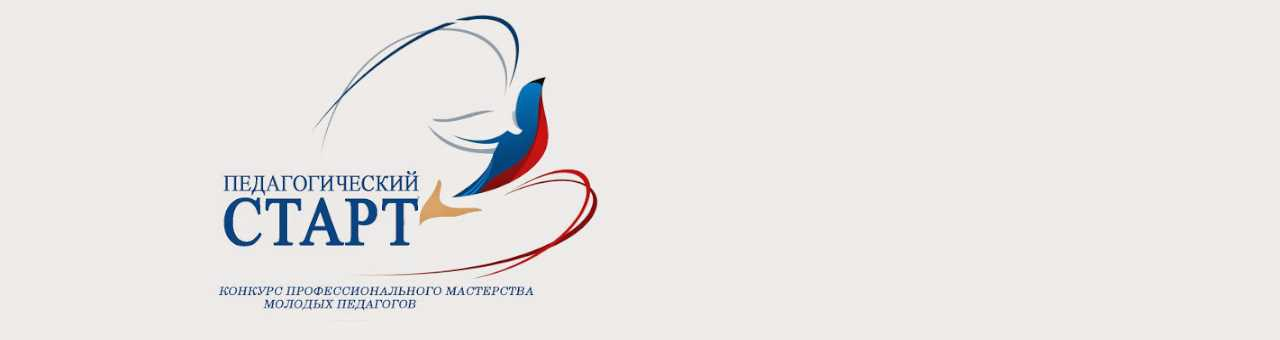 ПЕДАГОГИЧЕСКИЙ
СТАРТ
КОНКУРС ПРОФЕССИОНАЛЬНОГО МАСТЕРСТВА
МОЛОДЫХ ПЕДАГОГОВ